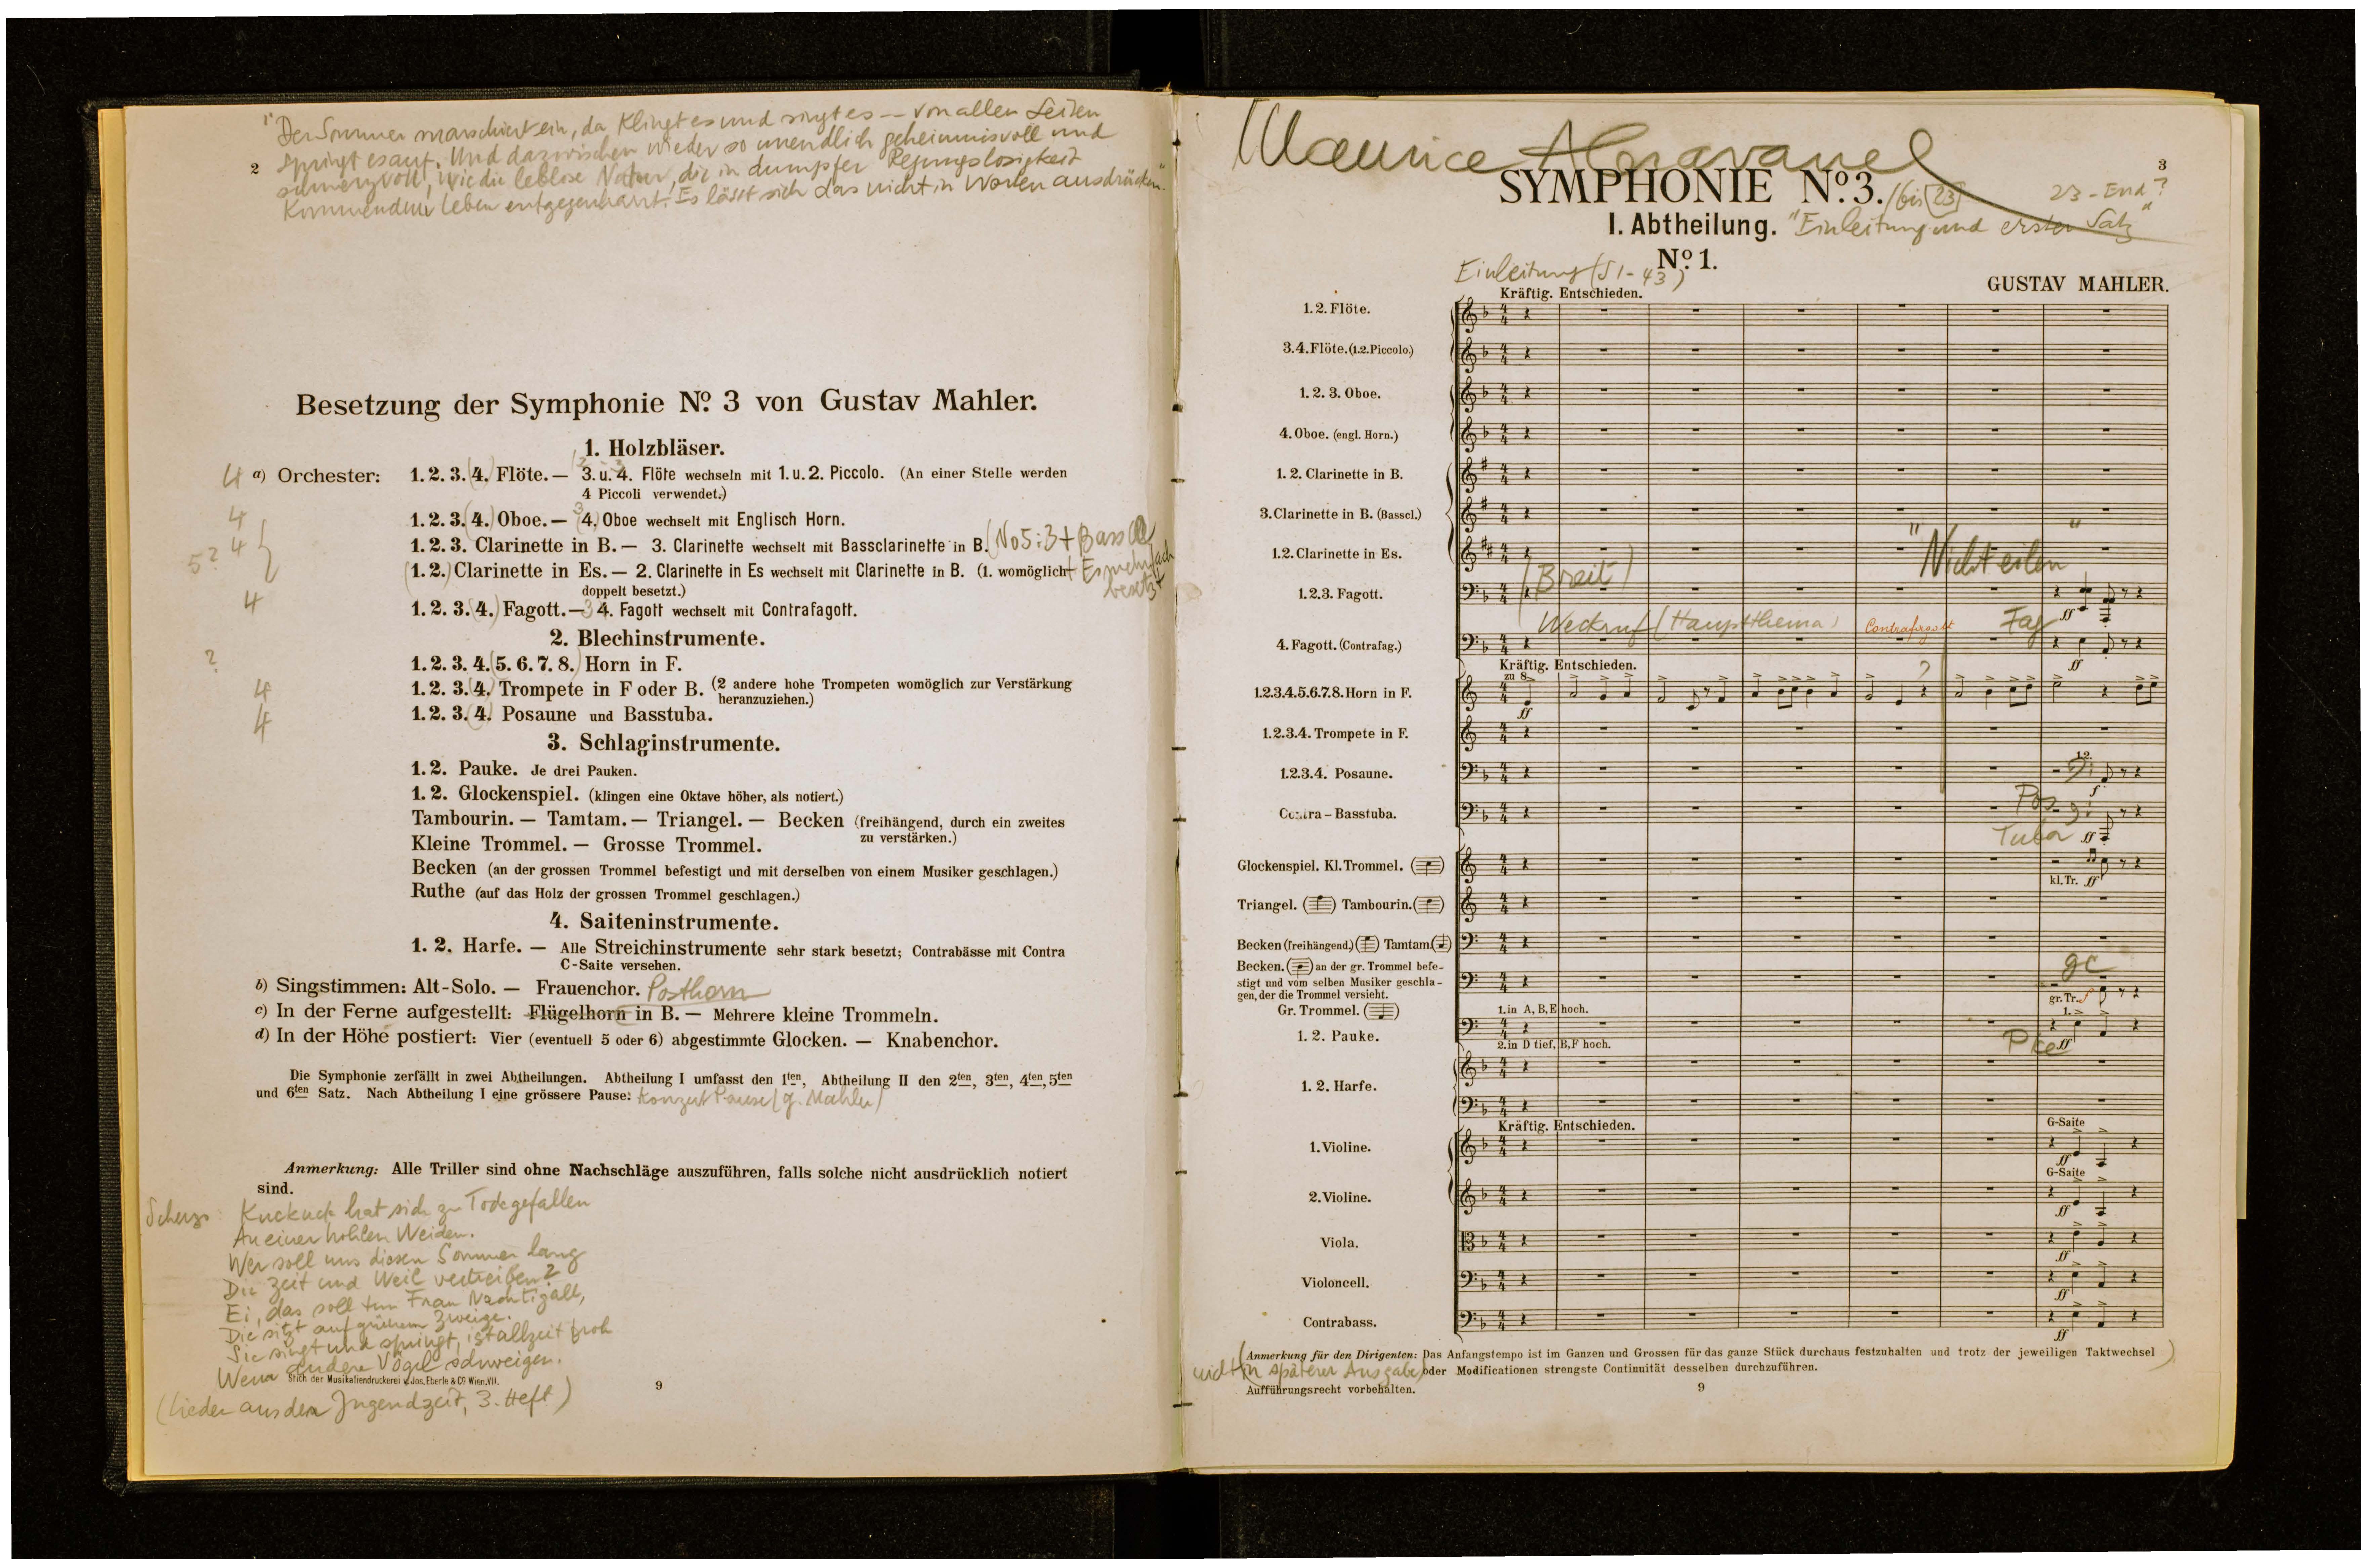 "Der Sommer marschiert ein, da klingt es und singt es -- von allen Seiten
springt es auf. Und dazwischen wieder so unendlich geheimnisvoll und
2
schmerzvoll, wie die leblose Natur, die in dumpfer Regungslosigkeit
kommendem Leben entgegenharrt. Es lässt sich das nicht in Worten ausdrücken."
Besetzung der Symphonie No. 3 von Gustav Mahler.
1. Holzbläser.
4 a) Orchester: 1. 2. 3. (4.) Flöte. — 3. u. 4. Flöte wechseln mit 1. u. 2. Piccolo. (An einer Stelle werden
4 Piccoli verwendet.)
4 1. 2. 3. (4.) Oboe. — 3 4. Oboe wechselt mit Englisch Horn.
5? 4 1. 2. 3. Clarinette in B. — 3. Clarinette wechselt mit Bassclarinette in B. (No 5: 3 + Bass Cl
(1. 2.) Clarinette in Es. — 2. Clarinette in Es wechselt mit Clarinette in B. (1. womöglich + Es mehrfach
doppelt besetzt.) besetzt
4 1. 2. 3. (4.) Fagott. — 3 4. Fagott wechselt mit Contrafagott.
2. Blechinstrumente.
? 1. 2. 3. 4. (5. 6. 7. 8.) Horn in F.
4 1. 2. 3. (4.) Trompete in F oder B. (2 andere hohe Trompeten womöglich zur Verstärkung
heranzuziehen.)
4 1. 2. 3. (4.) Posaune und Basstuba.
3. Schlaginstrumente.
1. 2. Pauke. Je drei Pauken.
1. 2. Glockenspiel. (klingen eine Oktave höher, als notiert.)
Tambourin. — Tamtam. — Triangel. — Becken (freihängend, durch ein zweites
zu verstärken.)
Kleine Trommel. — Grosse Trommel.
Becken (an der grossen Trommel befestigt und mit derselben von einem Musiker geschlagen.)
Ruthe (auf das Holz der grossen Trommel geschlagen.)
4. Saiteninstrumente.
1. 2. Harfe. — Alle Streichinstrumente sehr stark besetzt; Contrabässe mit Contra
C-Saite versehen.
b) Singstimmen: Alt-Solo. — Frauenchor. Posthorn
c) In der Ferne aufgestellt: Flügelhorn in B. — Mehrere kleine Trommeln.
d) In der Höhe postiert: Vier (eventuell 5 oder 6) abgestimmte Glocken. — Knabenchor.
Die Symphonie zerfällt in zwei Abtheilungen. Abtheilung I umfasst den 1ten, Abtheilung II den 2ten, 3ten, 4ten, 5ten
und 6ten Satz. Nach Abtheilung I eine grössere Pause: Konzert Pause (G. Mahler)
Anmerkung: Alle Triller sind ohne Nachschläge auszuführen, falls solche nicht ausdrücklich notiert
sind.
Scherzo: Kuckuck hat sich zu Tode gefallen
An einer hohlen Weiden.
Wer soll uns diesen Sommer lang
Die Zeit und Weil vertreiben?
Ei, das soll tun Frau Nachtigall,
Die sitzt auf grünem Zweige.
Sie singt und springt, ist allzeit froh
Wenn andere Vögel schweigen.
Stich der Musikaliendruckerei v. Jos. Eberle & Co Wien, VII.
(Lieder aus der Jugendzeit, 3. Heft)
9
Maurice Abravanel
3
SYMPHONIE No. 3. / bis 23 23 - End?
I. Abtheilung. "Einleitung und erster Satz"
No. 1.
Einleitung (S 1 - 43)
GUSTAV MAHLER.
Kräftig. Entschieden.
1. 2. Flöte.
3. 4. Flöte. (1. 2. Piccolo.)
1. 2. 3. Oboe.
4. Oboe. (engl. Horn.)
1. 2. Clarinette in B.
3. Clarinette in B. (Basscl.)
1. 2. Clarinette in Es. "Nicht eilen"
(Breit)
1. 2. 3. Fagott. ff
Weckruf (Hauptthema) Contrafagott Fag
4. Fagott. (Contrafag.) ff
Kräftig. Entschieden.
zu 8
1.2.3.4.5.6.7.8. Horn in F. ff ?
1.2.3.4. Trompete in F.
1.2.3.4. Posaune. 1.2. f
Pos
Contra-Basstuba.
Tuba ff
Glockenspiel. Kl. Trommel. kl. Tr. ff
Triangel. Tambourin.
Becken (freihängend.) Tamtam.
Becken. an der gr. Trommel befe-
stigt und vom selben Musiker geschla-
gen, der die Trommel versieht.
gc
gr. Tr. f
Gr. Trommel. 1. in A, B, E hoch. 1.
1. 2. Pauke.
2. in D tief, B, F hoch. Pke ff
1. 2. Harfe.
Kräftig. Entschieden. G-Saite
1. Violine. ff
G-Saite
2. Violine. ff
Viola. ff
Violoncell. ff
Contrabass. ff
(Anmerkung für den Dirigenten: Das Anfangstempo ist im Ganzen und Grossen für das ganze Stück durchaus festzuhalten und trotz der jeweiligen Taktwechsel
nicht in späterer Ausgabe) oder Modificationen strengste Continuität desselben durchzuführen.
Aufführungsrecht vorbehalten.
9